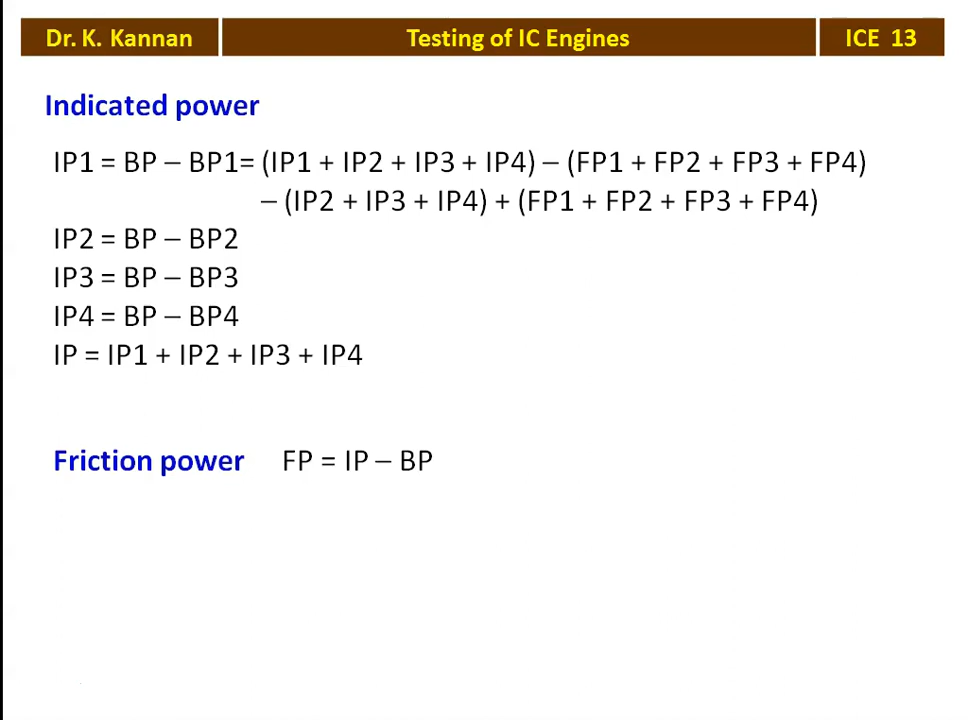 Dr. K. Kannan
Testing of IC Engines
ICE 13
Indicated power
IP1 = BP – BP1= (IP1 + IP2 + IP3 + IP4) – (FP1 + FP2 + FP3 + FP4)
– (IP2 + IP3 + IP4) + (FP1 + FP2 + FP3 + FP4)
IP2 = BP – BP2
IP3 = BP – BP3
IP4 = BP – BP4
IP = IP1 + IP2 + IP3 + IP4
Friction power FP = IP – BP